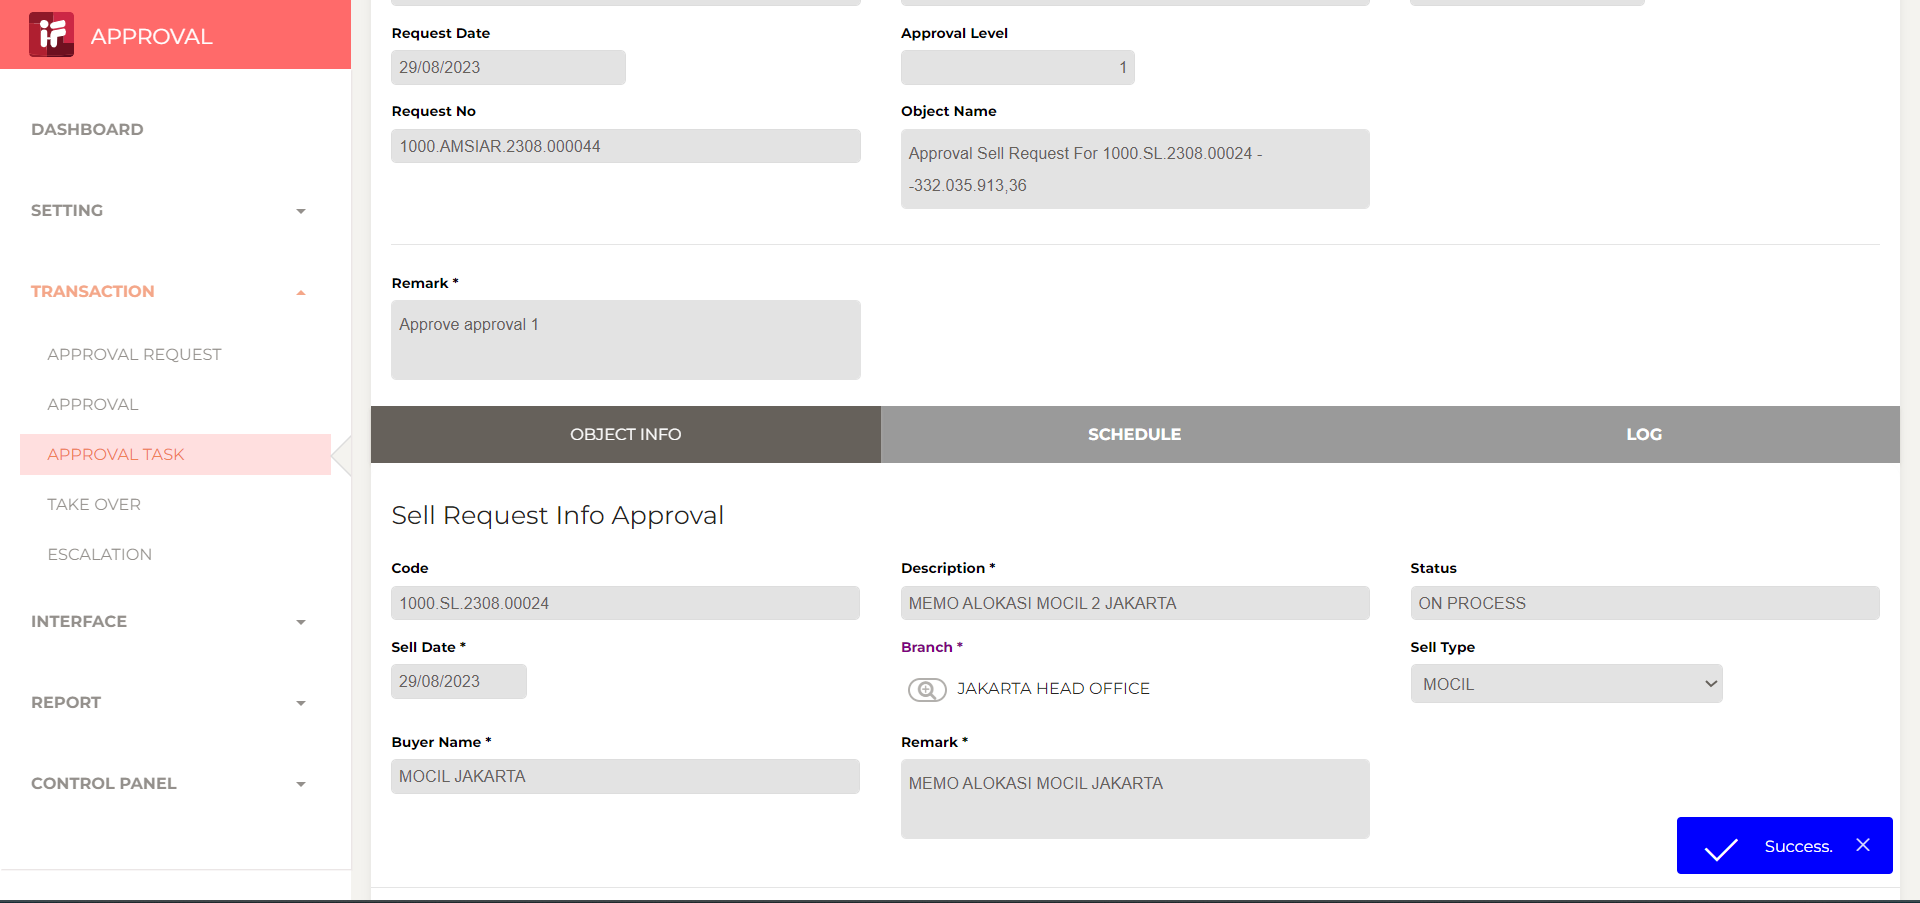 iF
APPROVAL
DASHBOARD
SETTING
TRANSACTION
APPROVAL REQUEST
APPROVAL
APPROVAL TASK
TAKE OVER
ESCALATION
INTERFACE
REPORT
CONTROL PANEL
Request Date
29/08/2023
Approval Level
1
Request No
1000.AMSIAR.2308.000044
Object Name
Approval Sell Request For 1000.SL.2308.00024 -
-332.035.913,36
Remark *
Approve approval 1
OBJECT INFO
SCHEDULE
LOG
Sell Request Info Approval
Code
1000.SL.2308.00024
Description *
MEMO ALOKASI MOCIL 2 JAKARTA
Status
ON PROCESS
Sell Date *
29/08/2023
Branch *
JAKARTA HEAD OFFICE
Sell Type
MOCIL
Buyer Name *
MOCIL JAKARTA
Remark *
MEMO ALOKASI MOCIL JAKARTA
Success.